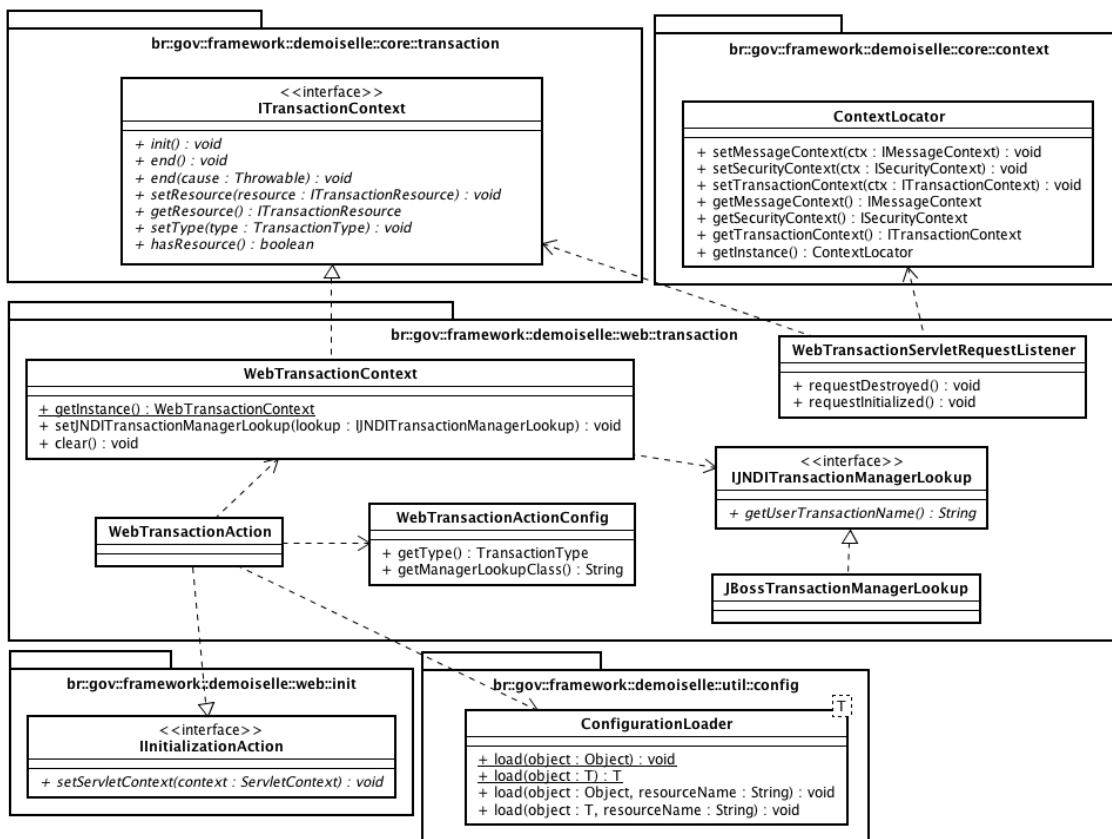 br::gov::framework::demoiselle::core::transaction
<<interface>>
ITransactionContext
+ init() : void
+ end() : void
+ end(cause : Throwable) : void
+ setResource(resource : ITransactionResource) : void
+ getResource() : ITransactionResource
+ setType(type : TransactionType) : void
+ hasResource() : boolean
br::gov::framework::demoiselle::core::context
ContextLocator
+ setMessageContext(ctx : IMessageContext) : void
+ setSecurityContext(ctx : ISecurityContext) : void
+ setTransactionContext(ctx : ITransactionContext) : void
+ getMessageContext() : IMessageContext
+ getSecurityContext() : ISecurityContext
+ getTransactionContext() : ITransactionContext
+ getInstance() : ContextLocator
br::gov::framework::demoiselle::web::transaction
WebTransactionContext
+ getInstance() : WebTransactionContext
+ setJNDITransactionManagerLookup(lookup : IJNDITransactionManagerLookup) : void
+ clear() : void
WebTransactionServletRequestListener
+ requestDestroyed() : void
+ requestInitialized() : void
<<interface>>
IJNDITransactionManagerLookup
+ getUserTransactionName() : String
WebTransactionAction
WebTransactionActionConfig
+ getType() : TransactionType
+ getManagerLookupClass() : String
JBossTransactionManagerLookup
br::gov::framework::demoiselle::web::init
<<interface>>
IInitializationAction
+ setServletContext(context : ServletContext) : void
br::gov::framework::demoiselle::util::config
T
ConfigurationLoader
+ load(object : Object) : void
+ load(object : T) : T
+ load(object : Object, resourceName : String) : void
+ load(object : T, resourceName : String) : void